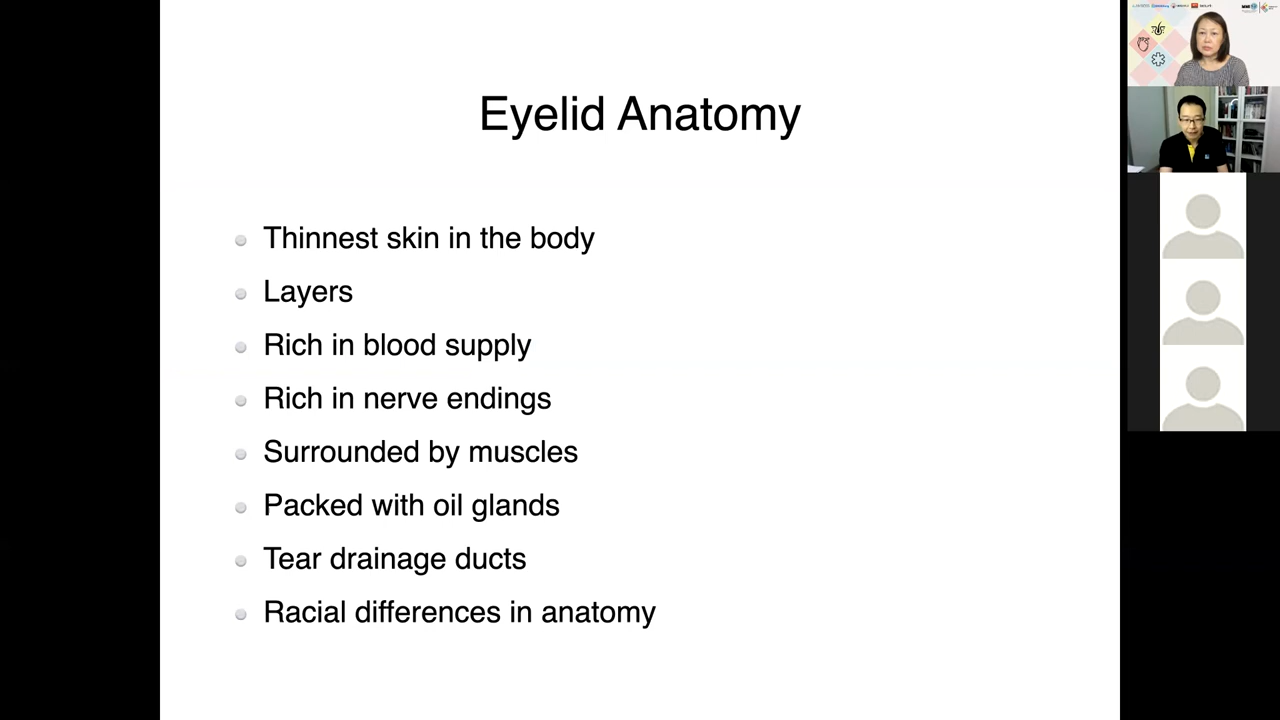 Eyelid Anatomy
Thinnest skin in the body
Layers
Rich in blood supply
Rich in nerve endings
Surrounded by muscles
Packed with oil glands
Tear drainage ducts
Racial differences in anatomy